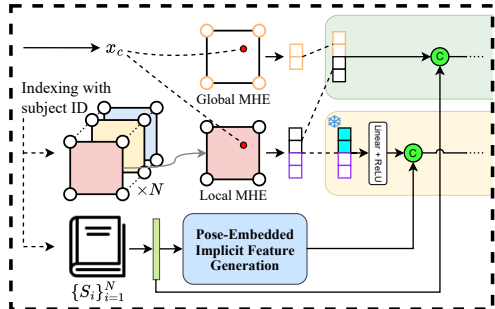 x_c
Indexing with
subject ID
Global MHE
×N
Local MHE
Linear + ReLU
C
C
Pose-Embedded
Implicit Feature
Generation
{S_i}_{i=1}^N